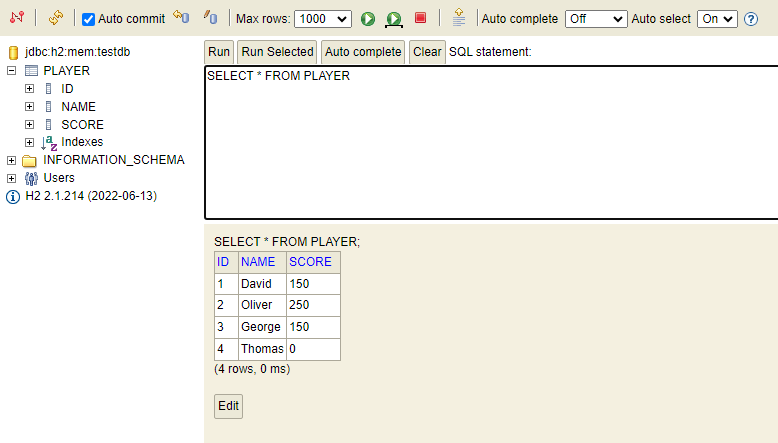 Auto commit Max rows: 1000 Auto complete Off Auto select On ?
jdbc:h2:mem:testdb
PLAYER
ID
NAME
SCORE
Indexes
INFORMATION_SCHEMA
Users
H2 2.1.214 (2022-06-13)
Run Run Selected Auto complete Clear SQL statement:
SELECT * FROM PLAYER
SELECT * FROM PLAYER;
ID NAME SCORE
1 David 150
2 Oliver 250
3 George 150
4 Thomas 0
(4 rows, 0 ms)
Edit